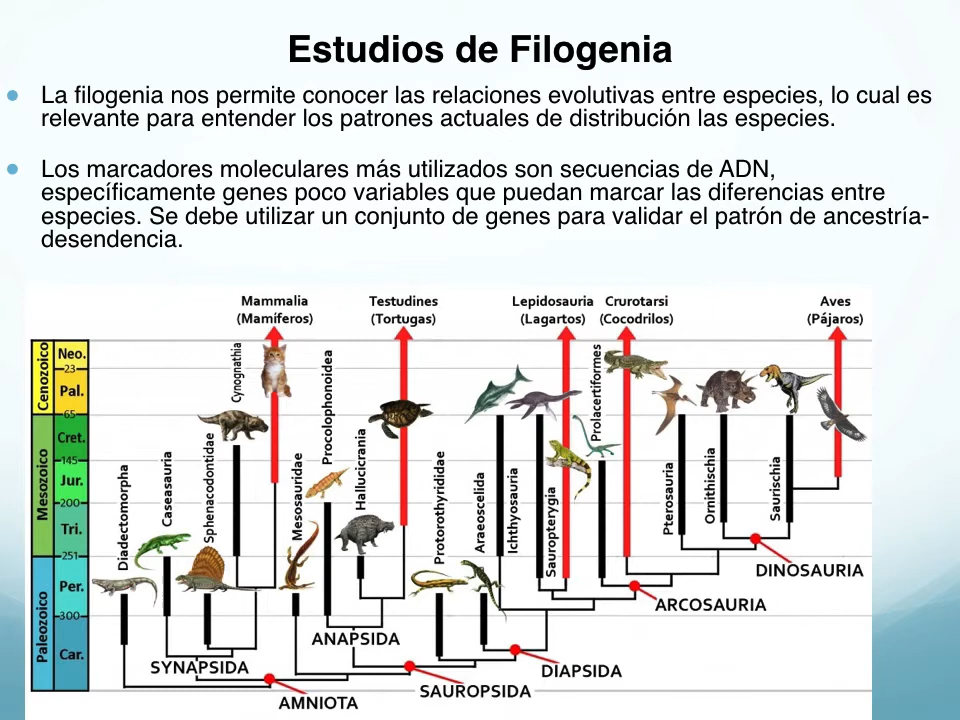 Estudios de Filogenia
La filogenia nos permite conocer las relaciones evolutivas entre especies, lo cual es
relevante para entender los patrones actuales de distribución las especies.
Los marcadores moleculares más utilizados son secuencias de ADN,
específicamente genes poco variables que puedan marcar las diferencias entre
especies. Se debe utilizar un conjunto de genes para validar el patrón de ancestría-
desendencia.
Mammalia
(Mamíferos)
Testudines
(Tortugas)
Lepidosauria
(Lagartos)
Crurotarsi
(Cocodrilos)
Aves
(Pájaros)
Cenozoico
Neo.
23
Pal.
65
Mesozoico
Cret.
145
Jur.
200
Tri.
251
Paleozoico
Per.
300
Car.
Diadectomorpha
Caseasauria
Sphenacodontidae
Cynognathia
Mesosauridae
Procolophonoidea
Hallucicrania
Protorothyrididae
Araeoscelida
Ichthyosauria
Sauropterygia
Prolacertiformes
Pterosauria
Ornithischia
Saurischia
DINOSAURIA
ARCOSAURIA
ANAPSIDA
SYNAPSIDA
DIAPSIDA
SAUROPSIDA
AMNIOTA